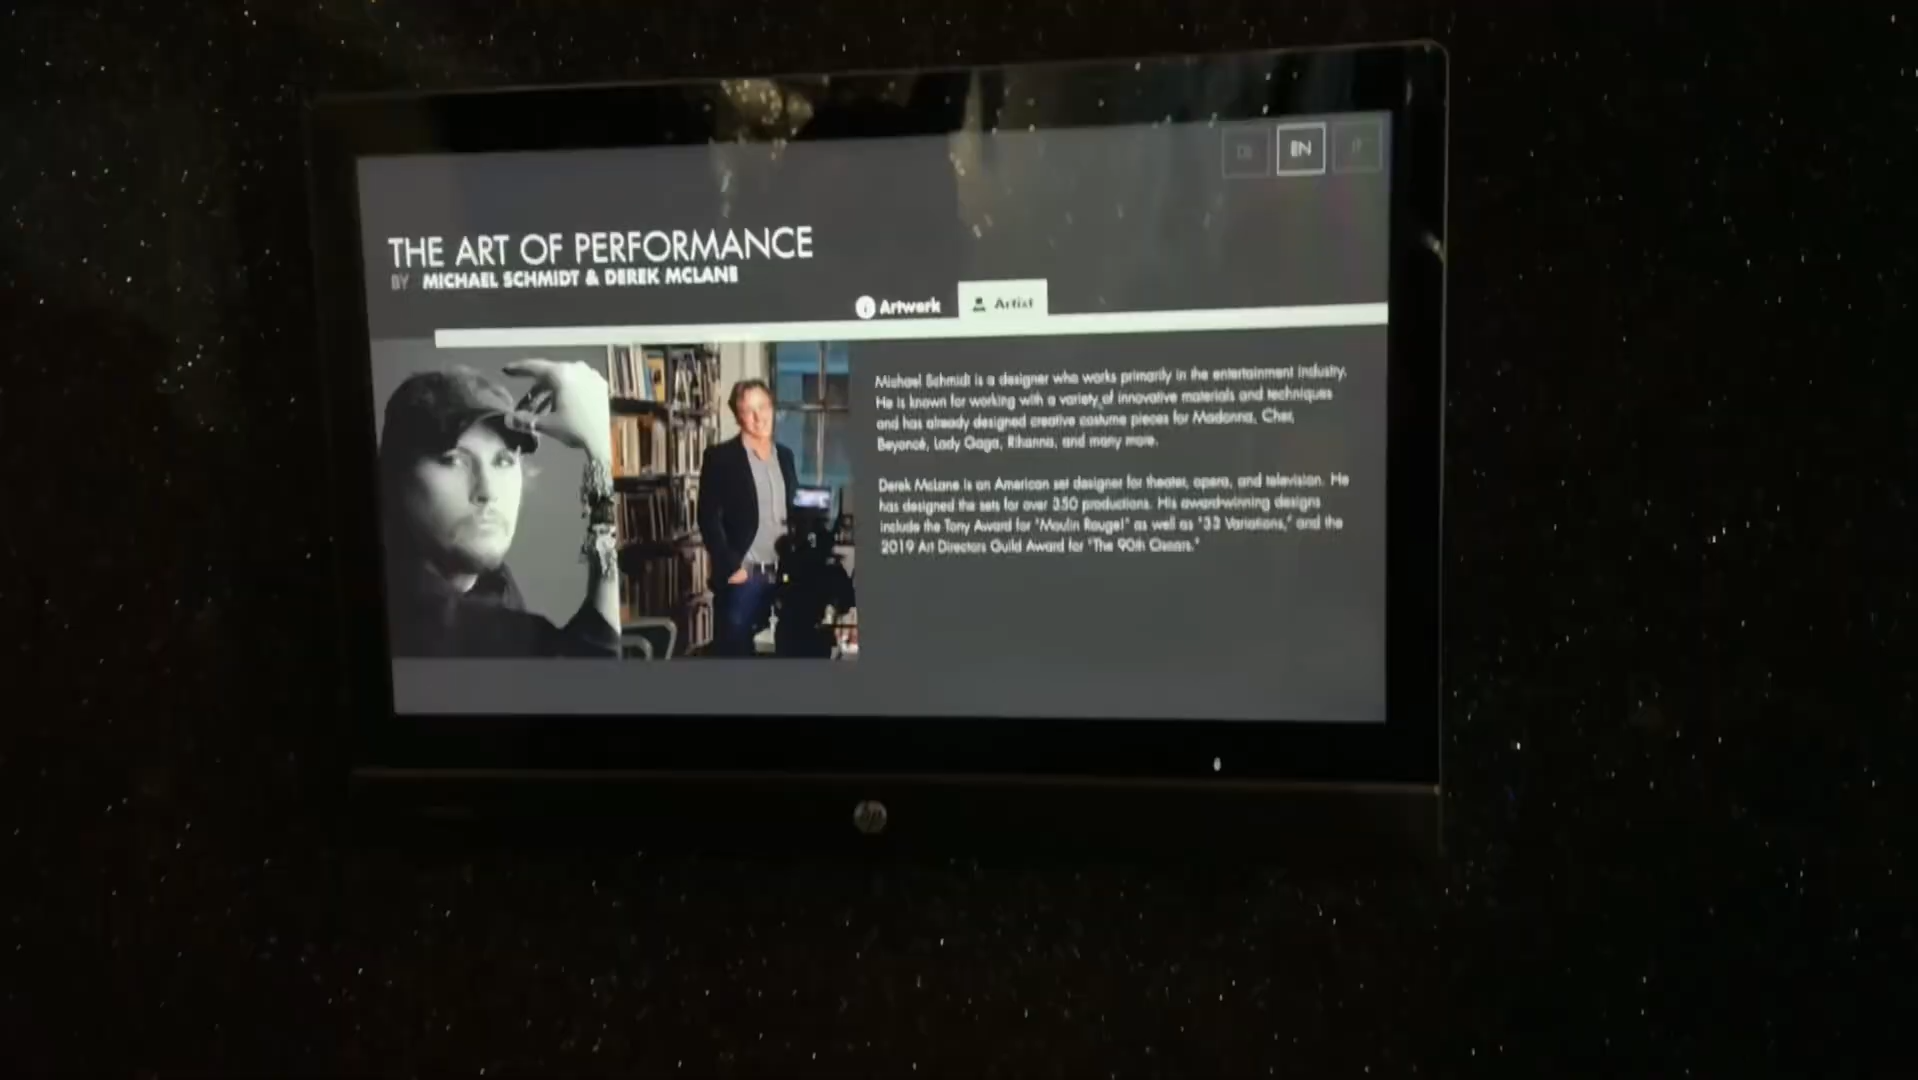 DE EN IT
THE ART OF PERFORMANCE
BY MICHAEL SCHMIDT & DEREK MCLANE
Artwork Artist
Michael Schmidt is a designer who works primarily in the entertainment industry.
He is known for working with a variety of innovative materials and techniques
and has already designed creative costume pieces for Madonna, Cher,
Beyoncé, Lady Gaga, Rihanna, and many more.
Derek McLane is an American set designer for theater, opera, and television. He
has designed the sets for over 350 productions. His award-winning designs
include the Tony Award for "Moulin Rouge!" as well as "33 Variations," and the
2019 Art Directors Guild Award for "The 90th Oscars."
hp